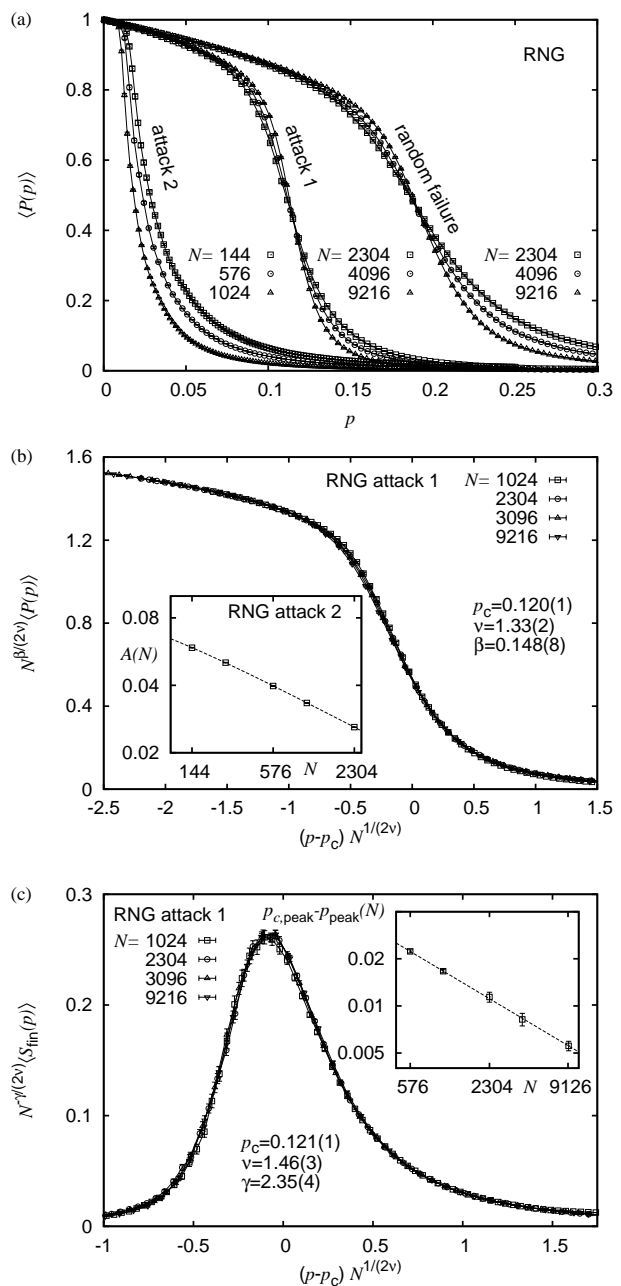 (a)
1
0.8
0.6
0.4
0.2
0
⟨P(p)⟩
RNG
attack 2
attack 1
random failure
N= 144
576
1024
N= 2304
4096
9216
N= 2304
4096
9216
0 0.05 0.1 0.15 0.2 0.25 0.3
p
(b)
1.6
1.2
0.8
0.4
0
N^β/(2ν)⟨P(p)⟩
RNG attack 1
N= 1024
2304
3096
9216
p_c=0.120(1)
ν=1.33(2)
β=0.148(8)
RNG attack 2
0.08
A(N)
0.04
0.02
144 576 N 2304
-2.5 -2 -1.5 -1 -0.5 0 0.5 1 1.5
(p-p_c) N^1/(2ν)
(c)
0.3
0.2
0.1
0
N^-γ/(2ν)⟨S_fin(p)⟩
RNG attack 1
N= 1024
2304
3096
9216
p_c,peak-p_peak(N)
0.02
0.01
0.005
576 2304 N 9126
p_c=0.121(1)
ν=1.46(3)
γ=2.35(4)
-1 -0.5 0 0.5 1 1.5
(p-p_c) N^1/(2ν)